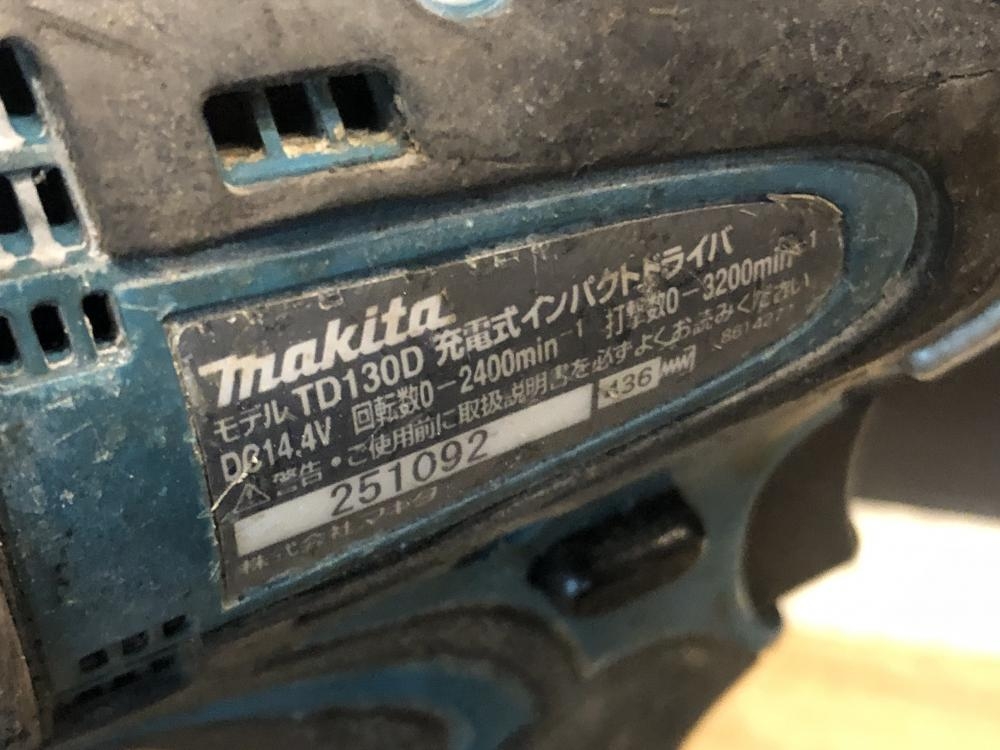 makita
モデル TD130D 充電式インパクトドライバ
DC14.4V 回転数0-2400min-1 打撃数0-3200min-1
警告・ご使用前に取扱説明書を必ずよくお読みください
251092
株式会社マキタ